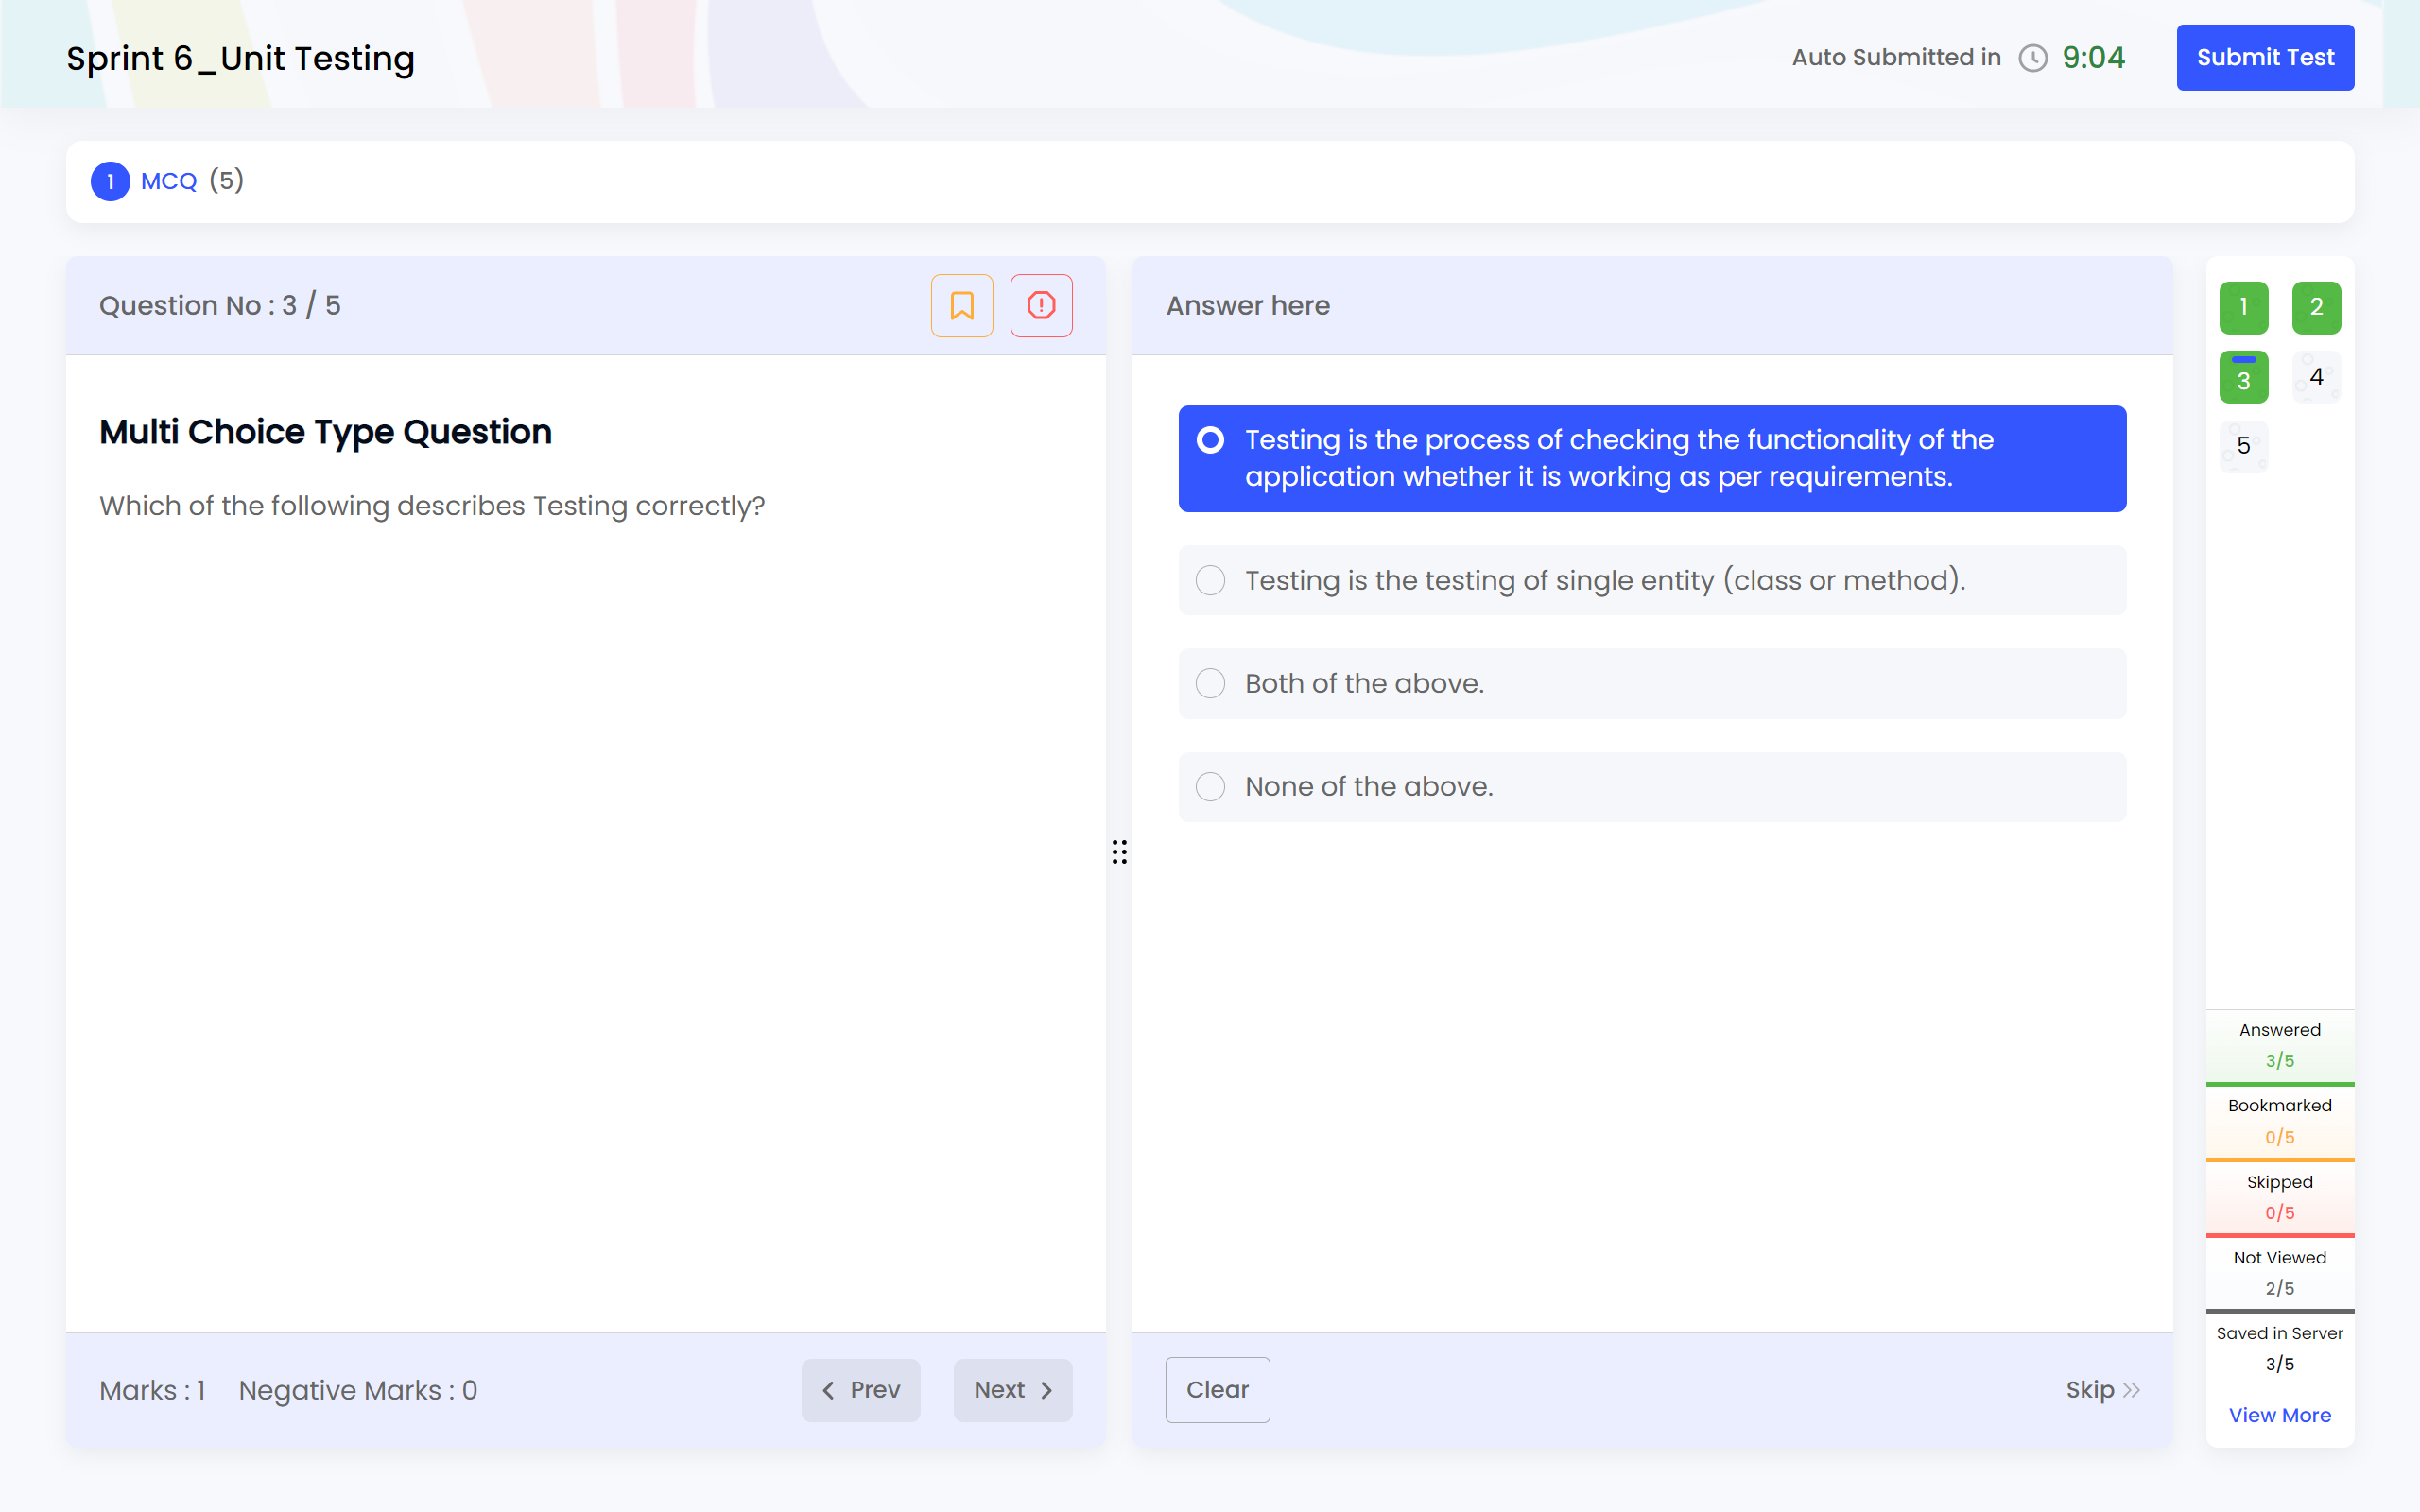 Sprint 6_Unit Testing
Auto Submitted in 9:04
Submit Test
1 MCQ (5)
Question No : 3 / 5
Multi Choice Type Question
Which of the following describes Testing correctly?
Marks : 1 Negative Marks : 0
Prev
Next
Answer here
Testing is the process of checking the functionality of the
application whether it is working as per requirements.
Testing is the testing of single entity (class or method).
Both of the above.
None of the above.
Clear
Skip
1 2
3 4
5
Answered
3/5
Bookmarked
0/5
Skipped
0/5
Not Viewed
2/5
Saved in Server
3/5
View More